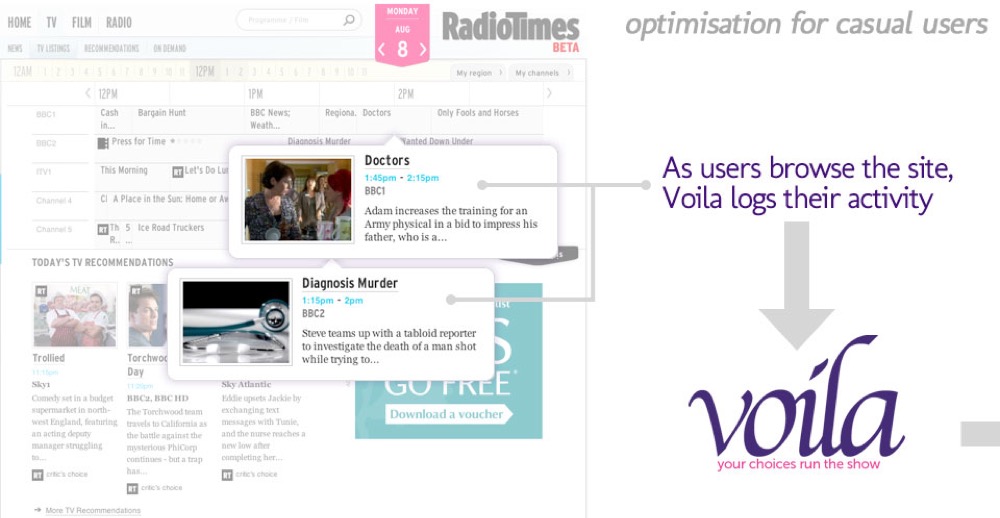 optimisation for casual users
HOME TV FILM RADIO
Programme / Film
MONDAY
AUG
8
RadioTimes
BETA
NEWS TV LISTINGS RECOMMENDATIONS ON DEMAND
12AM 1 2 3 4 5 6 7 8 9 10 11 12PM 1 2 3 4 5 6 7 8 9 10 11
My region My channels
12PM 1PM 2PM
BBC1 Cash in... Bargain Hunt BBC News; Weath... Regiona. Doctors Only Fools and Horses
BBC2 Press for Time Diagnosis Murder Wanted Down Under
ITV1 This Morning RT Let's Do Lun
Channel 4 A Place in the Sun: Home or Aw
Channel 5 RT Th R.. 5 ... Ice Road Truckers
Doctors
1:45pm - 2:15pm
BBC1
Adam increases the training for an
Army physical in a bid to impress his
father, who is a...
As users browse the site,
Voila logs their activity
TODAY'S TV RECOMMENDATIONS
Diagnosis Murder
1:15pm - 2pm
BBC2
Steve teams up with a tabloid reporter
to investigate the death of a man shot
while trying to...
RT
MEAT
RT
Trollied
11:15pm
Sky1
Comedy set in a budget
supermarket in north-
west England, featuring
an acting deputy
manager struggling
to...
RT critic's choice
Torchwoo
Day
11:20pm
BBC2, BBC HD
The Torchwood team
travels to California as
the battle against the
mysterious PhiCorp
continues - but a trap
has...
RT critic's choice
Sky Atlantic
Eddie upsets Jackie by
exchanging text
messages with Tunie,
and the nurse reaches a
new low after
completing her...
RT critic's choice
GO FREE*
Download a voucher
voila
your choices run the show
More TV Recommendations